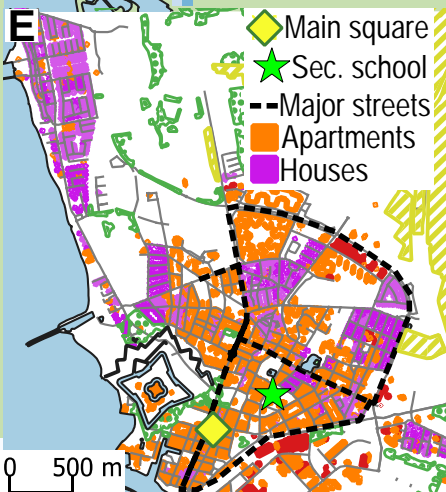 E
Main square
Sec. school
Major streets
Apartments
Houses
0 500 m